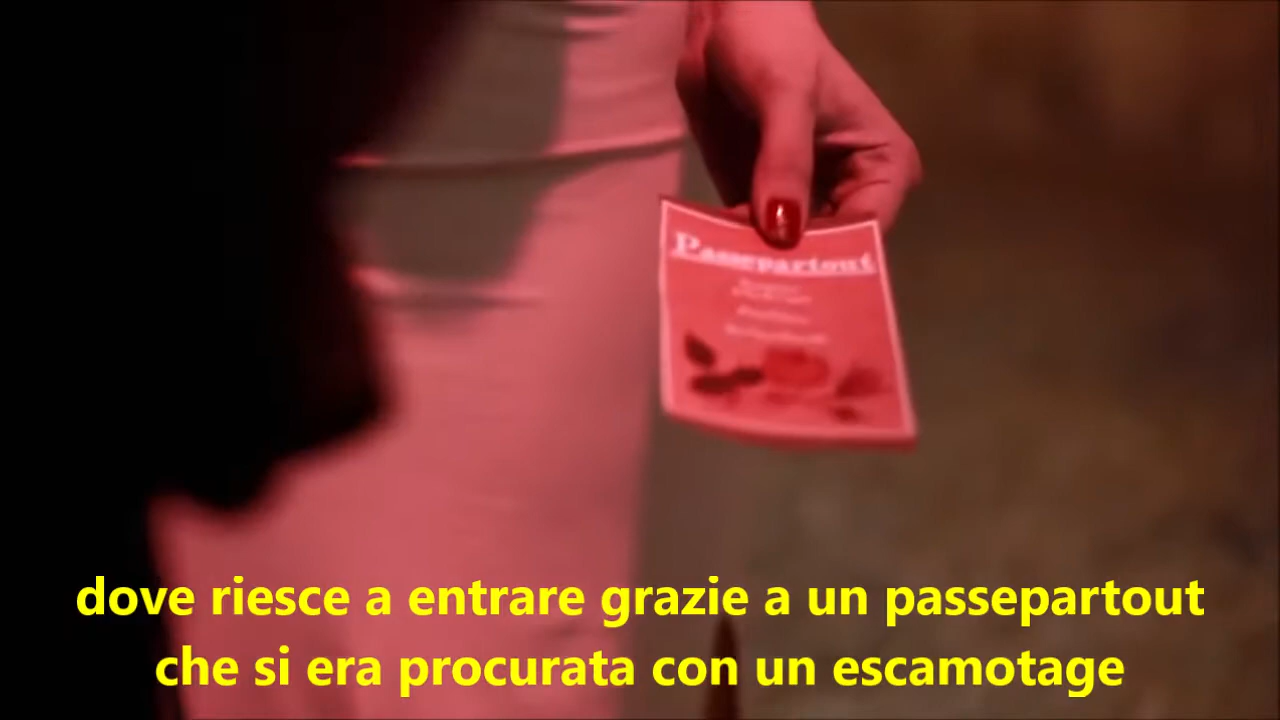 Passepartout
dove riesce a entrare grazie a un passepartout
che si era procurata con un escamotage